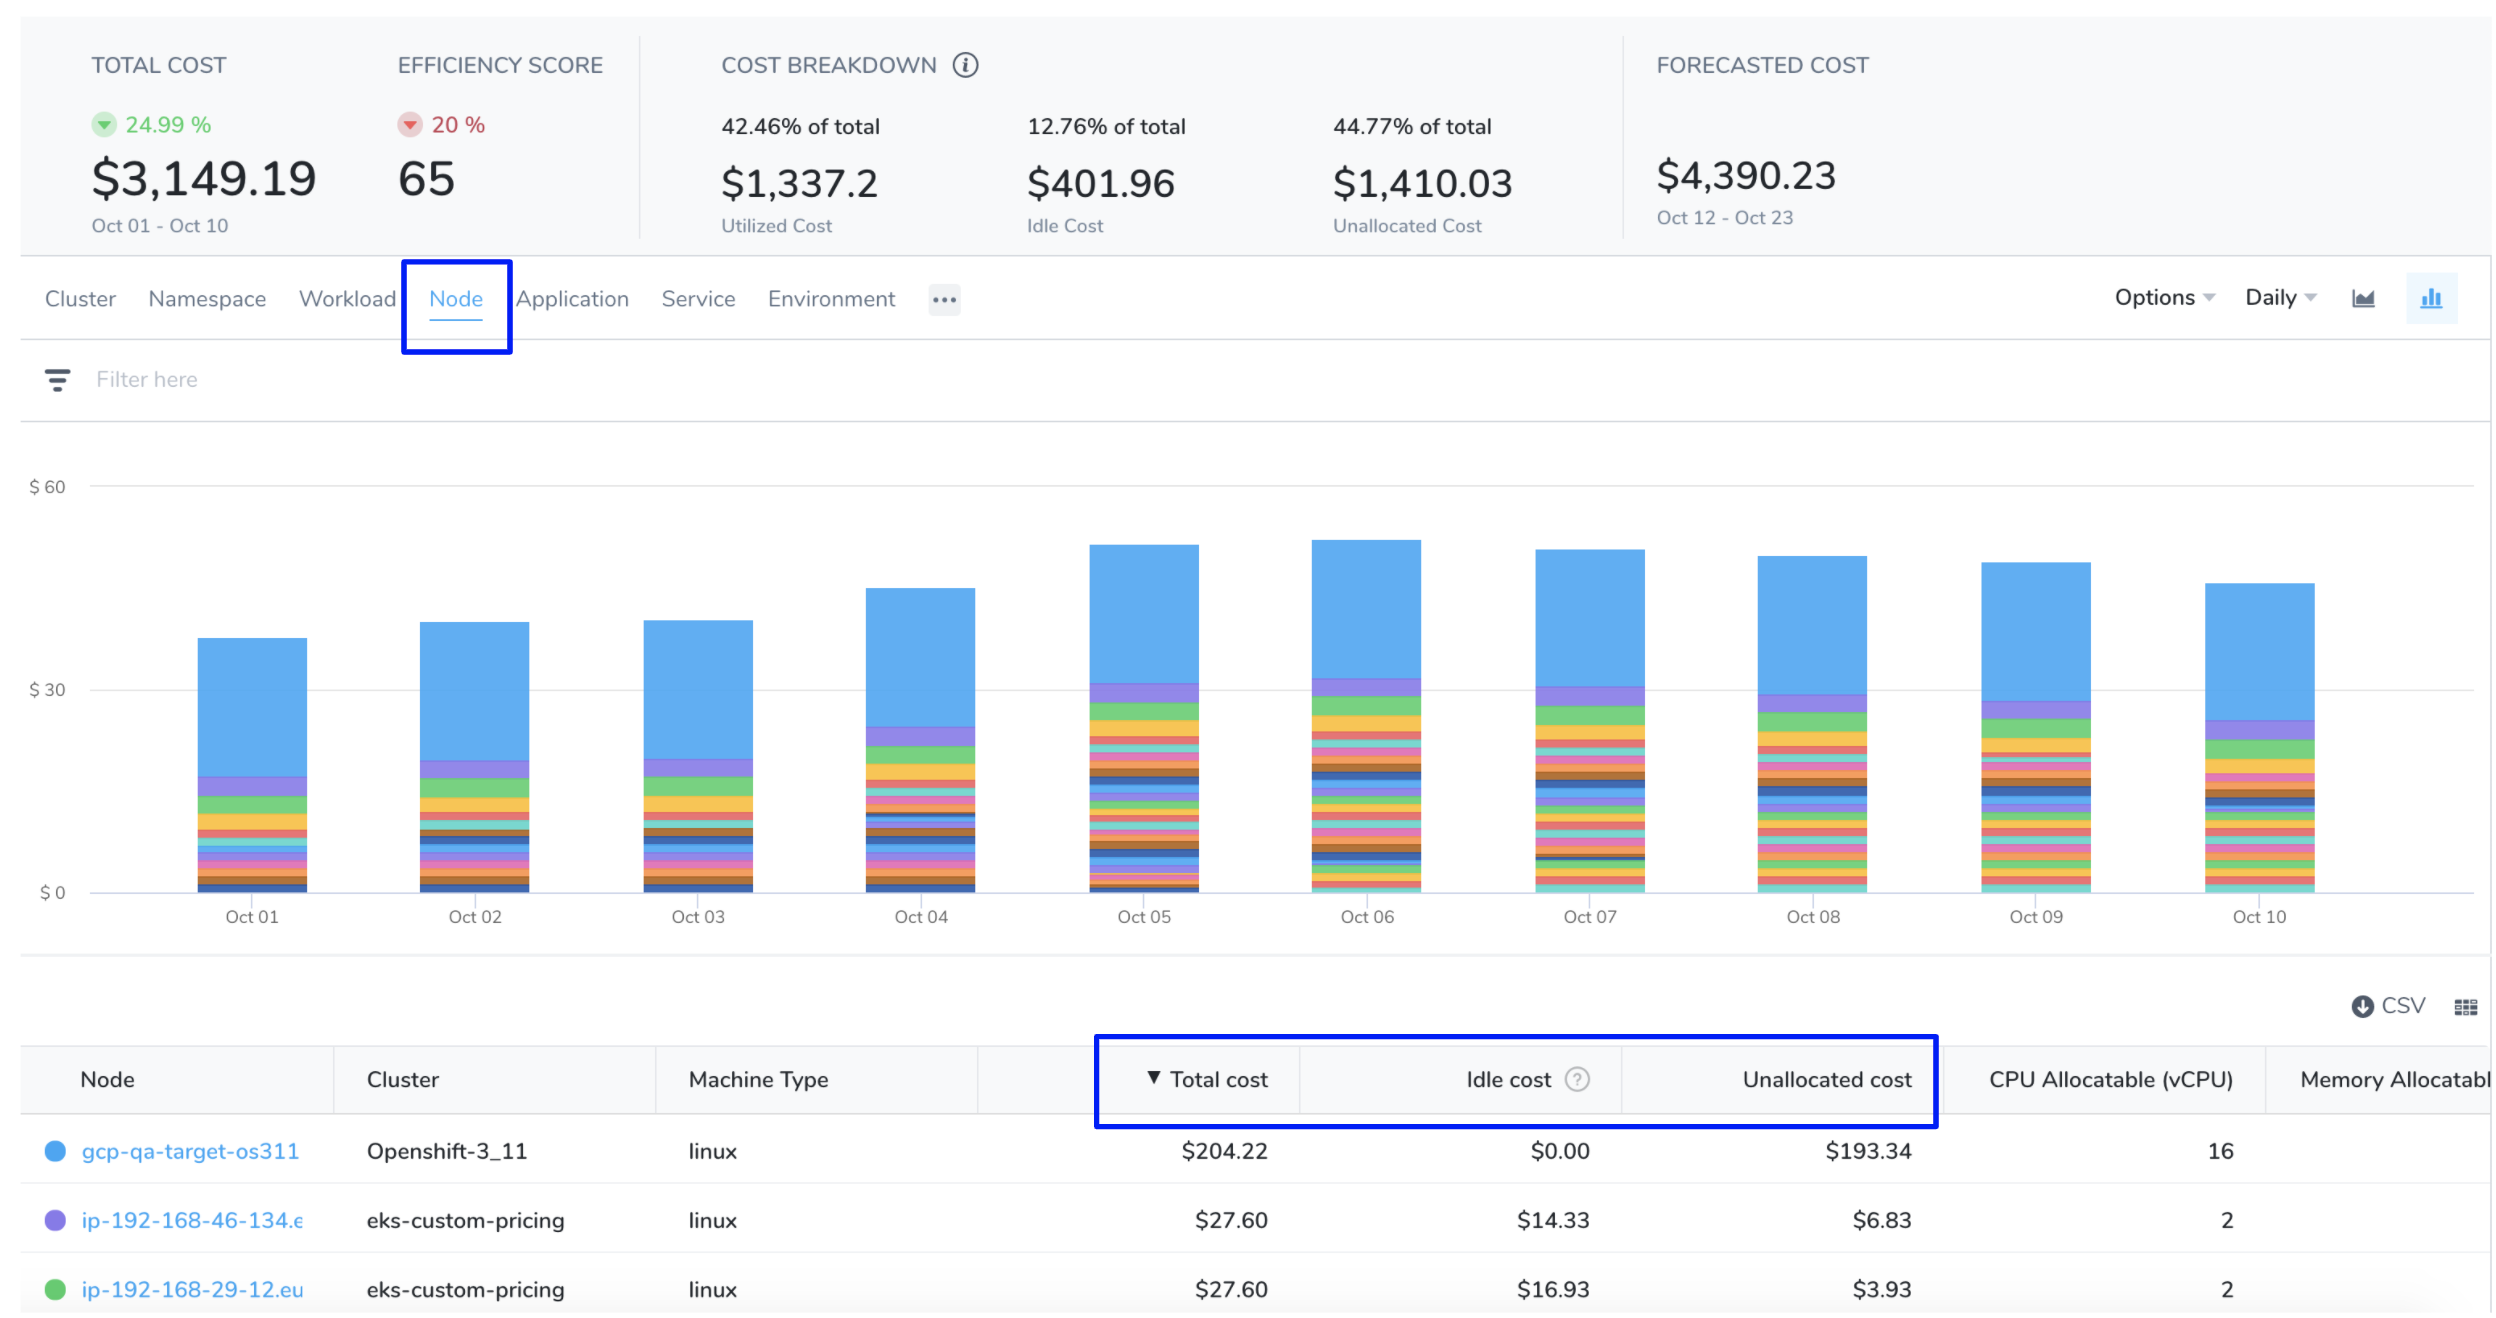 TOTAL COST
24.99 %
$3,149.19
Oct 01 - Oct 10
EFFICIENCY SCORE
20 %
65
COST BREAKDOWN
42.46% of total
$1,337.2
Utilized Cost
12.76% of total
$401.96
Idle Cost
44.77% of total
$1,410.03
Unallocated Cost
FORECASTED COST
$4,390.23
Oct 12 - Oct 23
Cluster Namespace Workload Node Application Service Environment
Options Daily
Filter here
$ 60
$ 30
$ 0
Oct 01 Oct 02 Oct 03 Oct 04 Oct 05 Oct 06 Oct 07 Oct 08 Oct 09 Oct 10
CSV
Node Cluster Machine Type ▼ Total cost Idle cost ? Unallocated cost CPU Allocatable (vCPU) Memory Allocatabl
gcp-qa-target-os311 Openshift-3_11 linux $204.22 $0.00 $193.34 16
ip-192-168-46-134.e eks-custom-pricing linux $27.60 $14.33 $6.83 2
ip-192-168-29-12.eu eks-custom-pricing linux $27.60 $16.93 $3.93 2